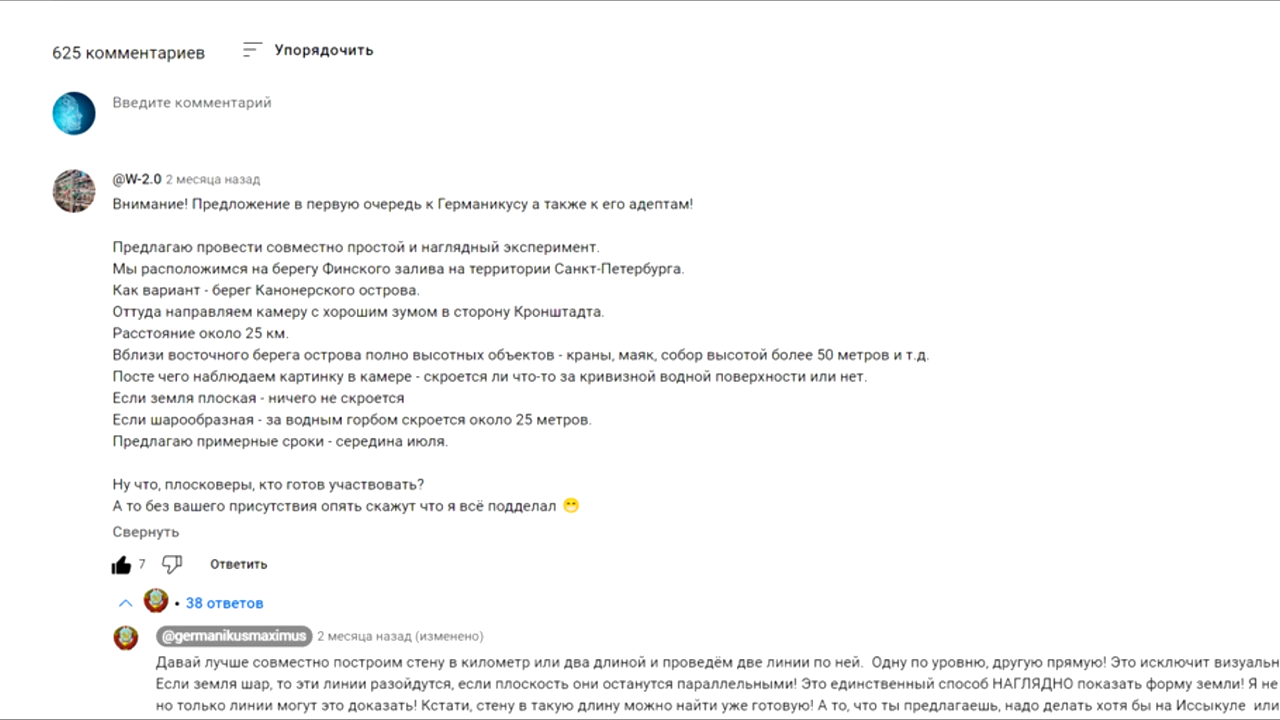 625 комментариев Упорядочить
Введите комментарий
@W-2.0 2 месяца назад
Внимание! Предложение в первую очередь к Германикусу а также к его адептам!
Предлагаю провести совместно простой и наглядный эксперимент.
Мы расположимся на берегу Финского залива на территории Санкт-Петербурга.
Как вариант - берег Канонерского острова.
Оттуда направляем камеру с хорошим зумом в сторону Кронштадта.
Расстояние около 25 км.
Вблизи восточного берега острова полно высотных объектов - краны, маяк, собор высотой более 50 метров и т.д.
Посте чего наблюдаем картинку в камере - скроется ли что-то за кривизной водной поверхности или нет.
Если земля плоская - ничего не скроется
Если шарообразная - за водным горбом скроется около 25 метров.
Предлагаю примерные сроки - середина июля.
Ну что, плосковеры, кто готов участвовать?
А то без вашего присутствия опять скажут что я всё подделал 😁
Свернуть
7 Ответить
• 38 ответов
@germanikusmaximus 2 месяца назад (изменено)
Давай лучше совместно построим стену в километр или два длиной и проведём две линии по ней. Одну по уровню, другую прямую! Это исключит визуальн
Если земля шар, то эти линии разойдутся, если плоскость они останутся параллельными! Это единственный способ НАГЛЯДНО показать форму земли! Я не
но только линии могут это доказать! Кстати, стену в такую длину можно найти уже готовую! А то, что ты предлагаешь, надо делать хотя бы на Иссыкуле или